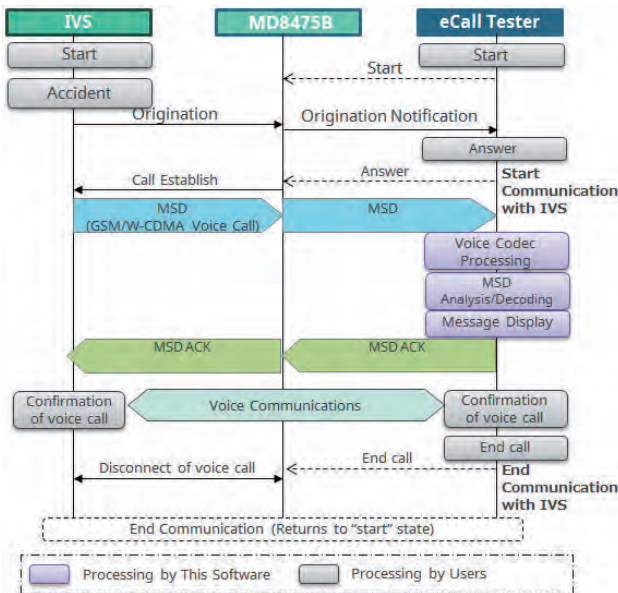 IVS
MD8475B
eCall Tester
Start
Start
Start
Accident
Origination
Origination Notification
Answer
Answer
Call Establish
Start
Communication
with IVS
MSD
(GSM/W-CDMA Voice Call)
MSD
Voice Codec
Processing
MSD
Analysis/Decoding
Message Display
MSD ACK
MSD ACK
Confirmation
of voice call
Voice Communications
Confirmation
of voice call
End call
End call
Disconnect of voice call
End
Communication
with IVS
End Communication (Returns to "start" state)
Processing by This Software
Processing by Users